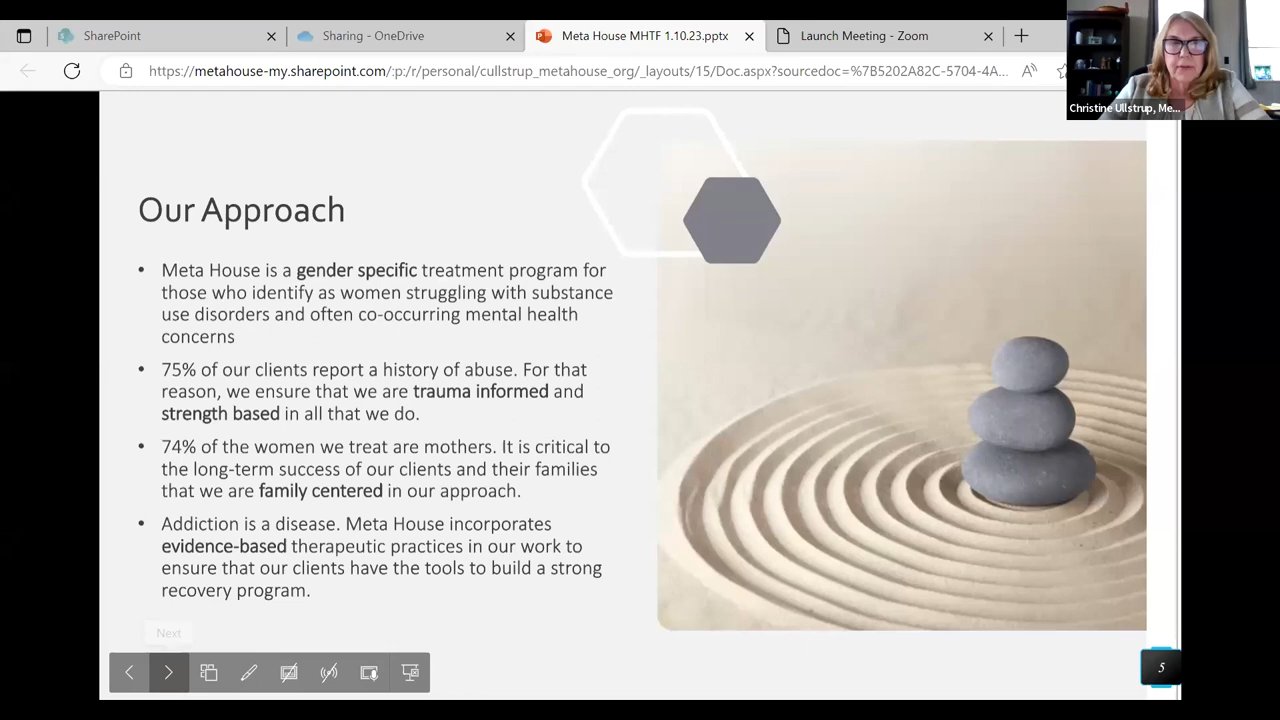 SharePoint
Sharing - OneDrive
Meta House MHTF 1.10.23.pptx
Launch Meeting - Zoom
https://metahouse-my.sharepoint.com/:p:/r/personal/cullstrup_metahouse_org/_layouts/15/Doc.aspx?sourcedoc=%7B5202A82C-5704-4A...
Christine Ullstrup, Me...
Our Approach
• Meta House is a gender specific treatment program for
those who identify as women struggling with substance
use disorders and often co-occurring mental health
concerns
• 75% of our clients report a history of abuse. For that
reason, we ensure that we are trauma informed and
strength based in all that we do.
• 74% of the women we treat are mothers. It is critical to
the long-term success of our clients and their families
that we are family centered in our approach.
• Addiction is a disease. Meta House incorporates
evidence-based therapeutic practices in our work to
ensure that our clients have the tools to build a strong
recovery program.
Next
5